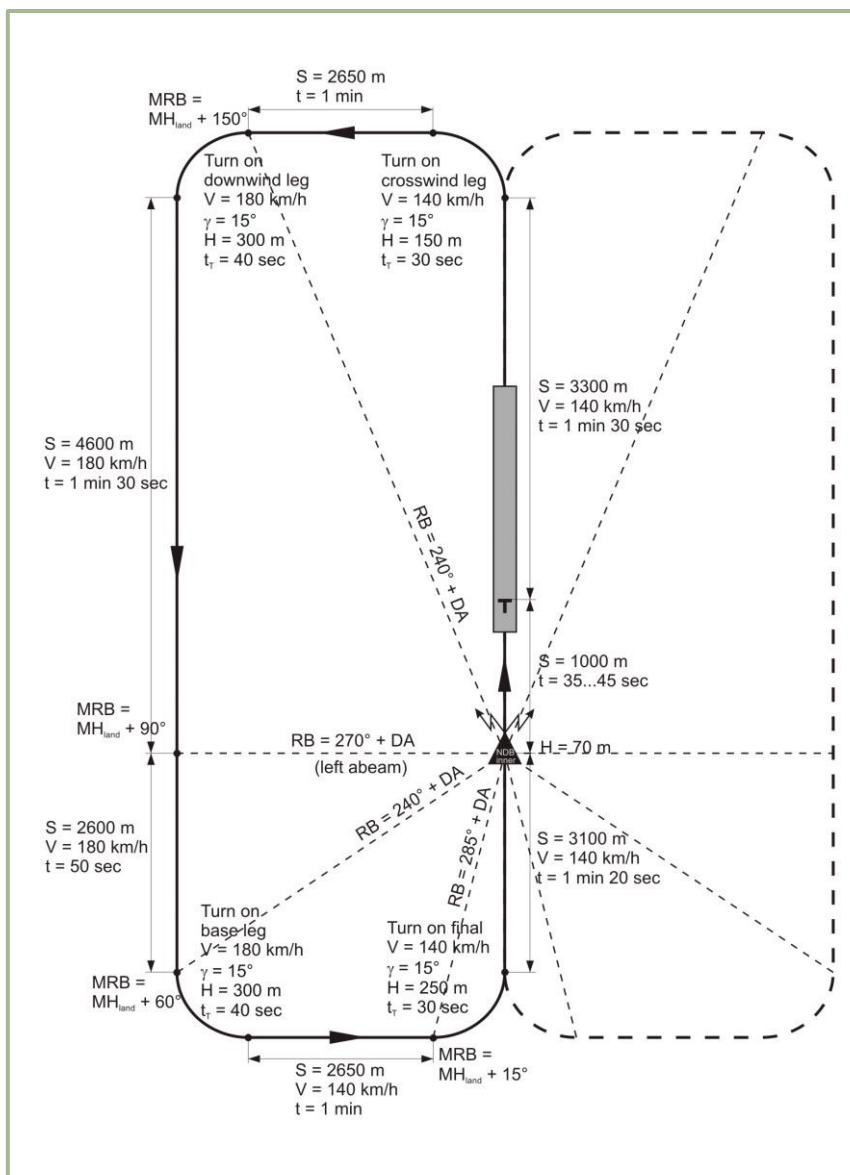 S = 2650 m
t = 1 min
MRB =
MHland + 150°
Turn on
downwind leg
V = 180 km/h
γ = 15°
H = 300 m
tT = 40 sec
Turn on
crosswind leg
V = 140 km/h
γ = 15°
H = 150 m
tT = 30 sec
S = 3300 m
V = 140 km/h
t = 1 min 30 sec
S = 4600 m
V = 180 km/h
t = 1 min 30 sec
RB = 240° + DA
T
S = 1000 m
t = 35...45 sec
MRB =
MHland + 90°
RB = 270° + DA
(left abeam)
NDB
inner
H = 70 m
RB = 240° + DA
RB = 285° + DA
S = 2600 m
V = 180 km/h
t = 50 sec
S = 3100 m
V = 140 km/h
t = 1 min 20 sec
Turn on
base leg
V = 180 km/h
γ = 15°
H = 300 m
tT = 40 sec
Turn on final
V = 140 km/h
γ = 15°
H = 250 m
tT = 30 sec
MRB =
MHland + 60°
S = 2650 m
V = 140 km/h
t = 1 min
MRB =
MHland + 15°